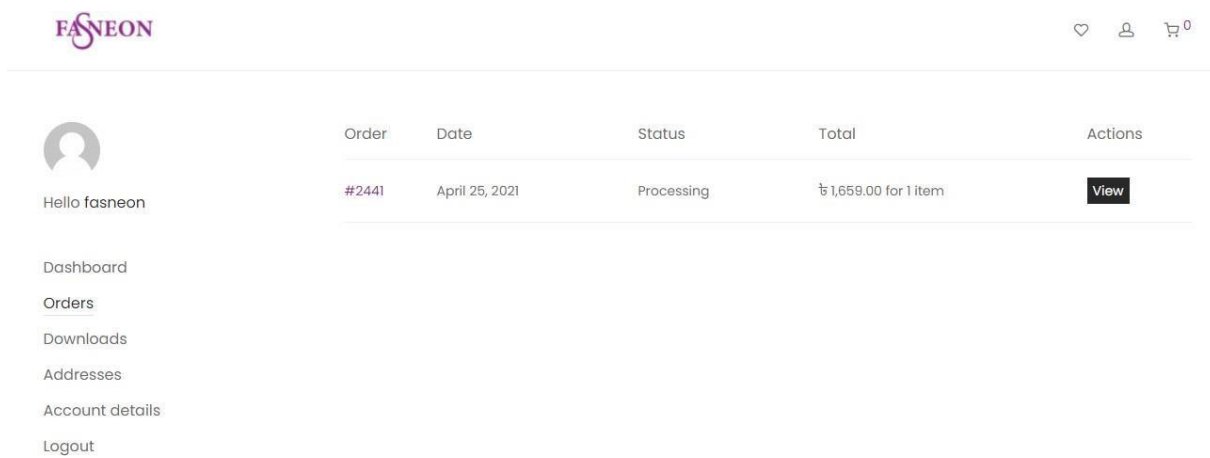 FASNEON
0
Order Date Status Total Actions
#2441 April 25, 2021 Processing ৳ 1,659.00 for 1 item View
Hello fasneon
Dashboard
Orders
Downloads
Addresses
Account details
Logout